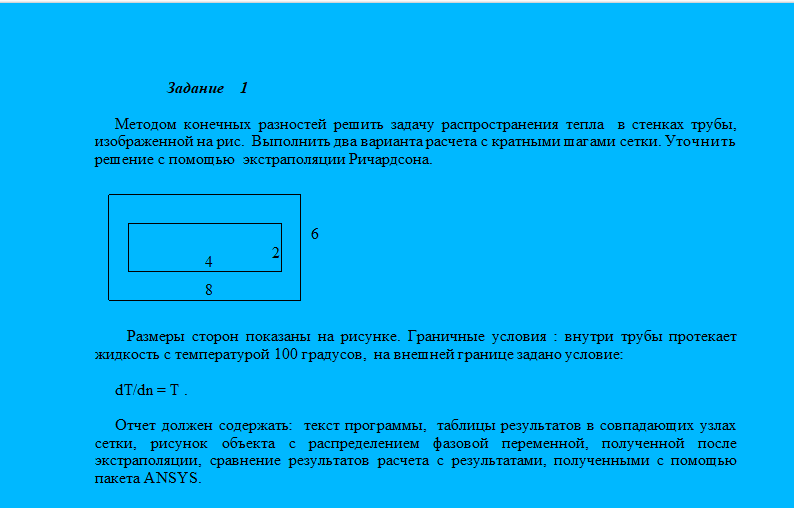 Задание 1
Методом конечных разностей решить задачу распространения тепла в стенках трубы,
изображенной на рис. Выполнить два варианта расчета с кратными шагами сетки. Уточнить
решение с помощью экстраполяции Ричардсона.
6
2
4
8
Размеры сторон показаны на рисунке. Граничные условия : внутри трубы протекает
жидкость с температурой 100 градусов, на внешней границе задано условие:
dT/dn = T .
Отчет должен содержать: текст программы, таблицы результатов в совпадающих узлах
сетки, рисунок объекта с распределением фазовой переменной, полученной после
экстраполяции, сравнение результатов расчета с результатами, полученными с помощью
пакета ANSYS.